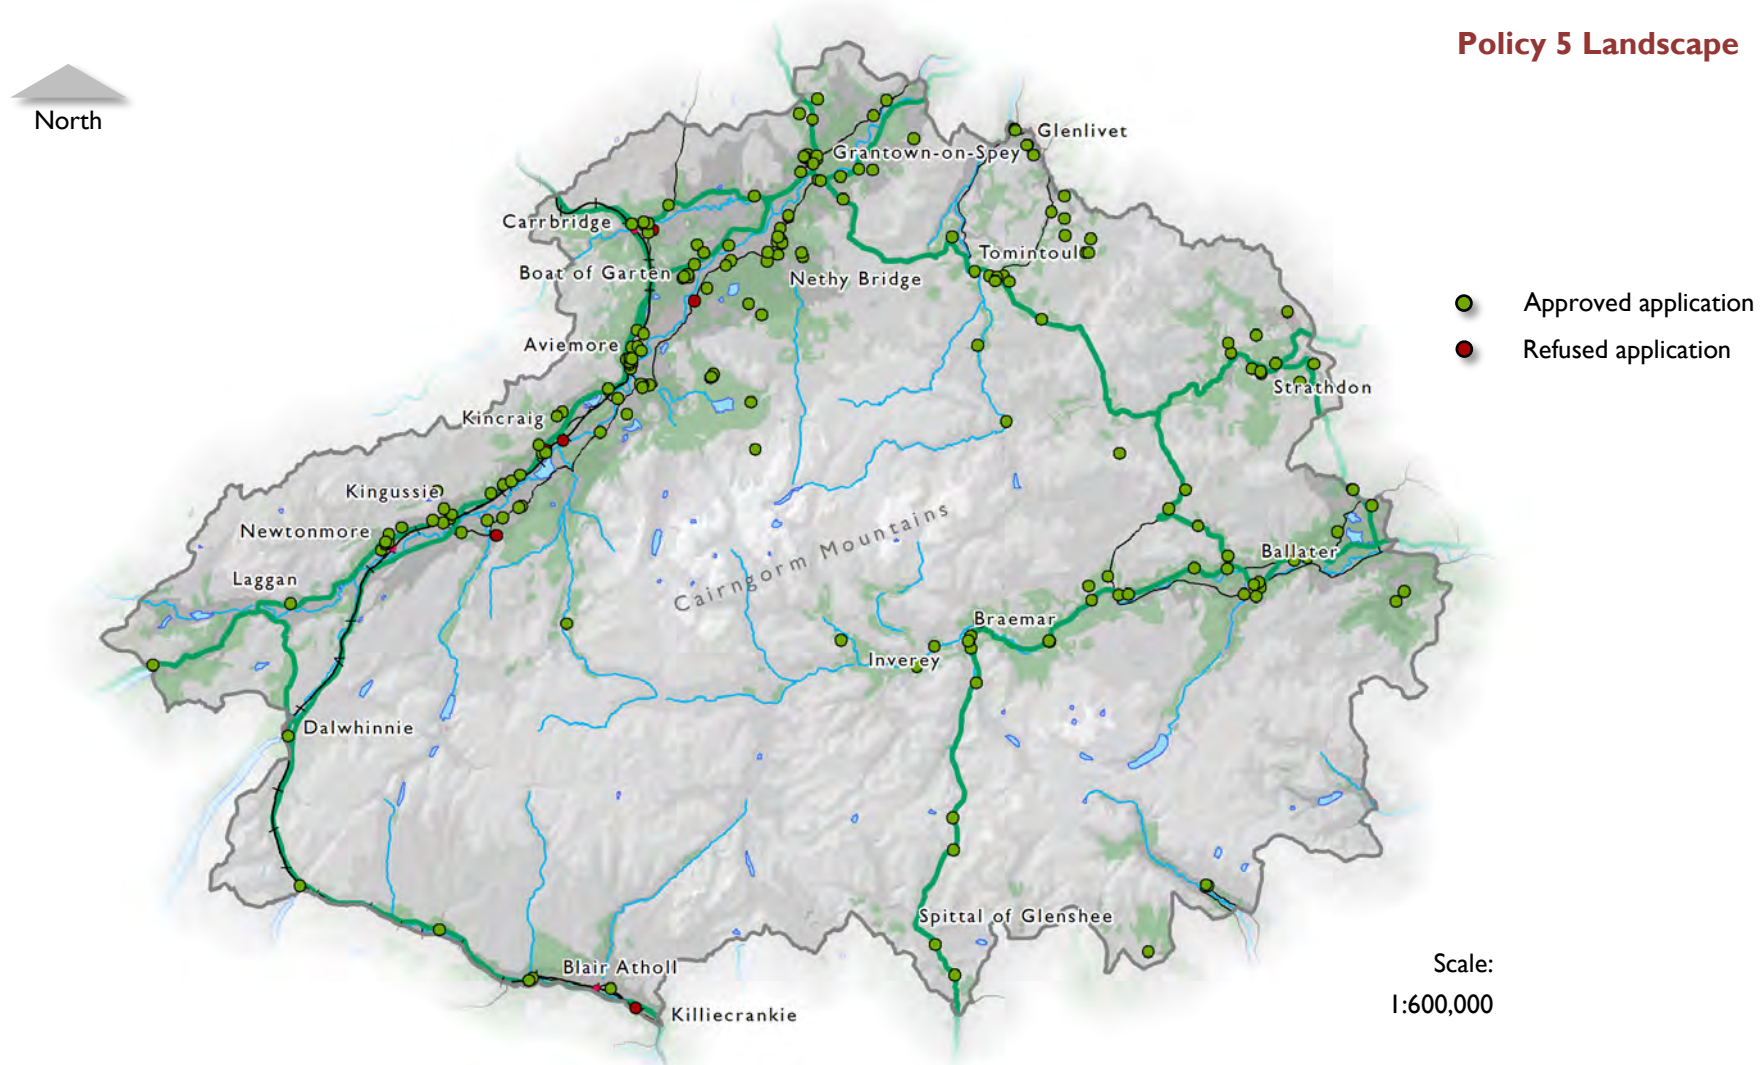 Policy 5 Landscape
North
Glenlivet
Grantown-on-Spey
Carrbridge
Tomintoul
Boat of Garten
Nethy Bridge
Approved application
Aviemore
Refused application
Strathdon
Kincraig
Kingussie
Newtonmore
Cairngorm Mountains
Ballater
Laggan
Braemar
Inverey
Dalwhinnie
Spittal of Glenshee
Blair Atholl
Scale:
1:600,000
Killiecrankie